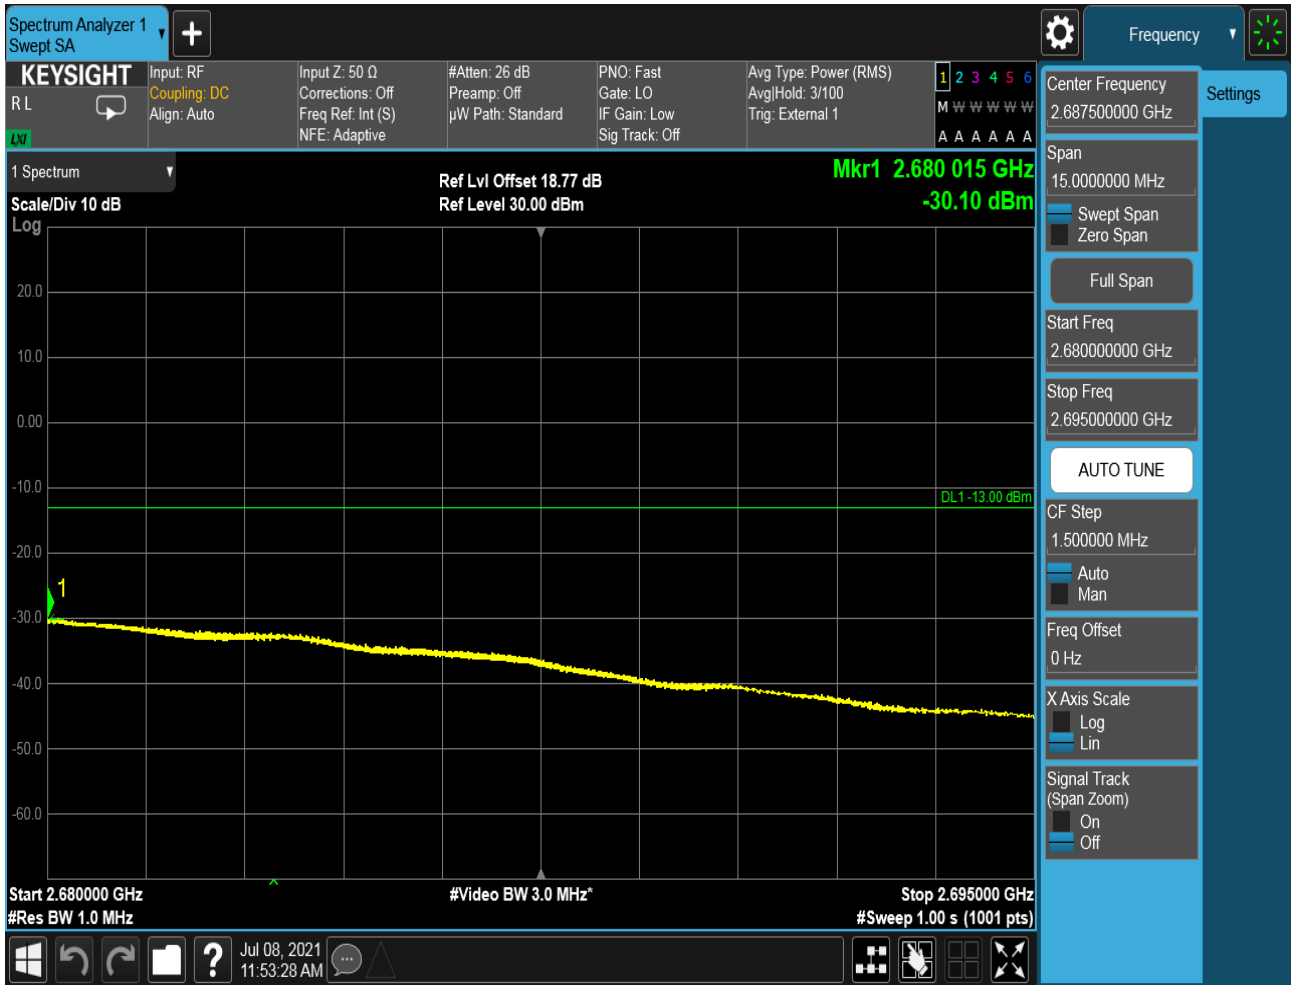 Spectrum Analyzer 1
Swept SA
Frequency
KEYSIGHT
R L
LXI
Input: RF
Coupling: DC
Align: Auto
Input Z: 50 Ω
Corrections: Off
Freq Ref: Int (S)
NFE: Adaptive
#Atten: 26 dB
Preamp: Off
µW Path: Standard
PNO: Fast
Gate: LO
IF Gain: Low
Sig Track: Off
Avg Type: Power (RMS)
Avg|Hold: 3/100
Trig: External 1
1 2 3 4 5 6
M W W W W W
A A A A A A
1 Spectrum
Scale/Div 10 dB
Log
Ref Lvl Offset 18.77 dB
Ref Level 30.00 dBm
Mkr1 2.680 015 GHz
-30.10 dBm
20.0
10.0
0.00
-10.0
DL1 -13.00 dBm
-20.0
1
-30.0
-40.0
-50.0
-60.0
Start 2.680000 GHz
#Video BW 3.0 MHz*
Stop 2.695000 GHz
#Res BW 1.0 MHz
#Sweep 1.00 s (1001 pts)
Jul 08, 2021
11:53:28 AM
?
Settings
Center Frequency
2.687500000 GHz
Span
15.0000000 MHz
Swept Span
Zero Span
Full Span
Start Freq
2.680000000 GHz
Stop Freq
2.695000000 GHz
AUTO TUNE
CF Step
1.500000 MHz
Auto
Man
Freq Offset
0 Hz
X Axis Scale
Log
Lin
Signal Track
(Span Zoom)
On
Off